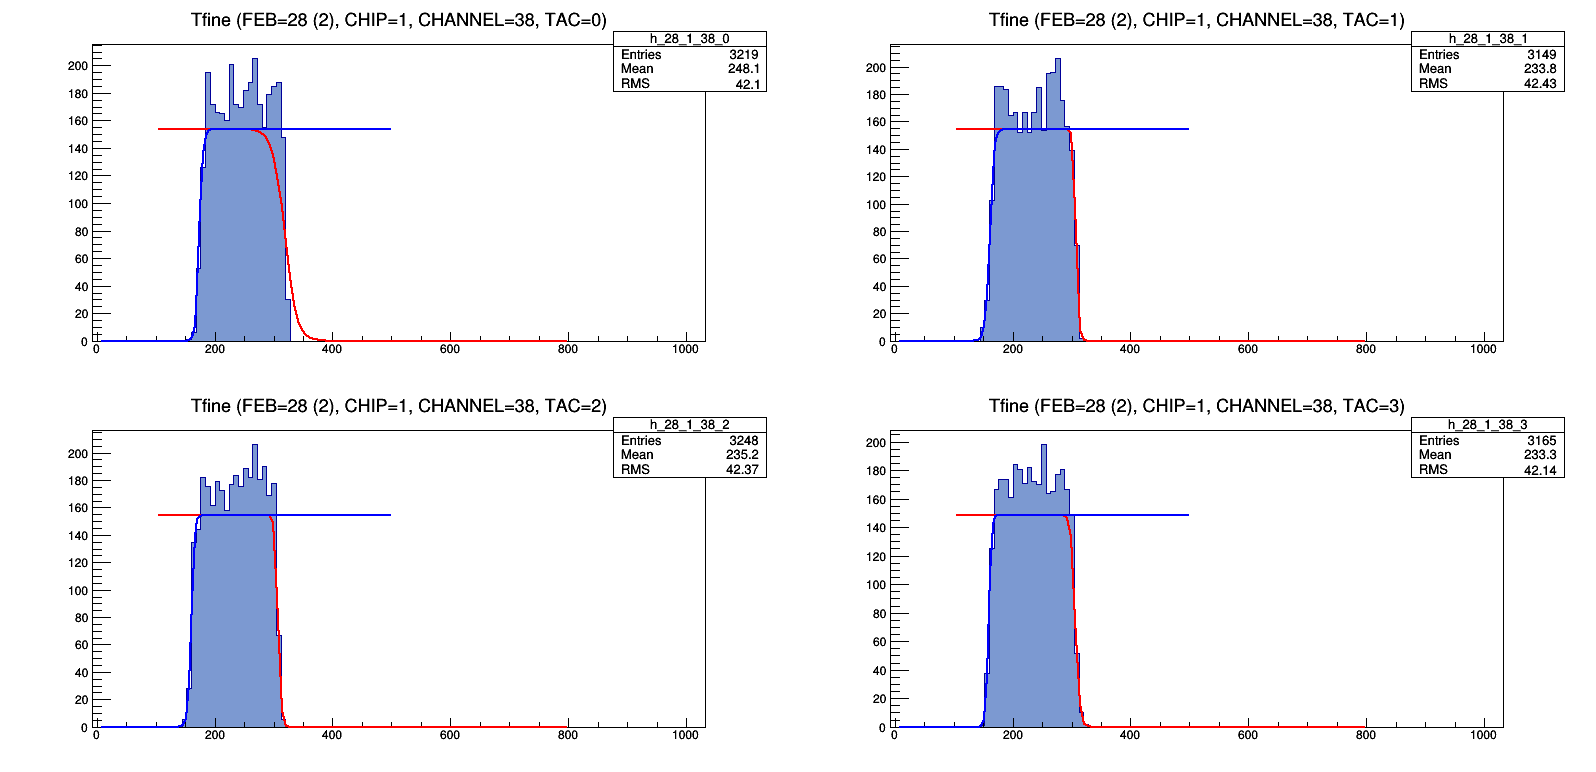 Tfine (FEB=28 (2), CHIP=1, CHANNEL=38, TAC=0)
h_28_1_38_0
Entries 3219
Mean 248.1
RMS 42.1
200
180
160
140
120
100
80
60
40
20
0
0 200 400 600 800 1000
Tfine (FEB=28 (2), CHIP=1, CHANNEL=38, TAC=1)
h_28_1_38_1
Entries 3149
Mean 233.8
RMS 42.43
200
180
160
140
120
100
80
60
40
20
0
0 200 400 600 800 1000
Tfine (FEB=28 (2), CHIP=1, CHANNEL=38, TAC=2)
h_28_1_38_2
Entries 3248
Mean 235.2
RMS 42.37
200
180
160
140
120
100
80
60
40
20
0
0 200 400 600 800 1000
Tfine (FEB=28 (2), CHIP=1, CHANNEL=38, TAC=3)
h_28_1_38_3
Entries 3165
Mean 233.3
RMS 42.14
200
180
160
140
120
100
80
60
40
20
0
0 200 400 600 800 1000